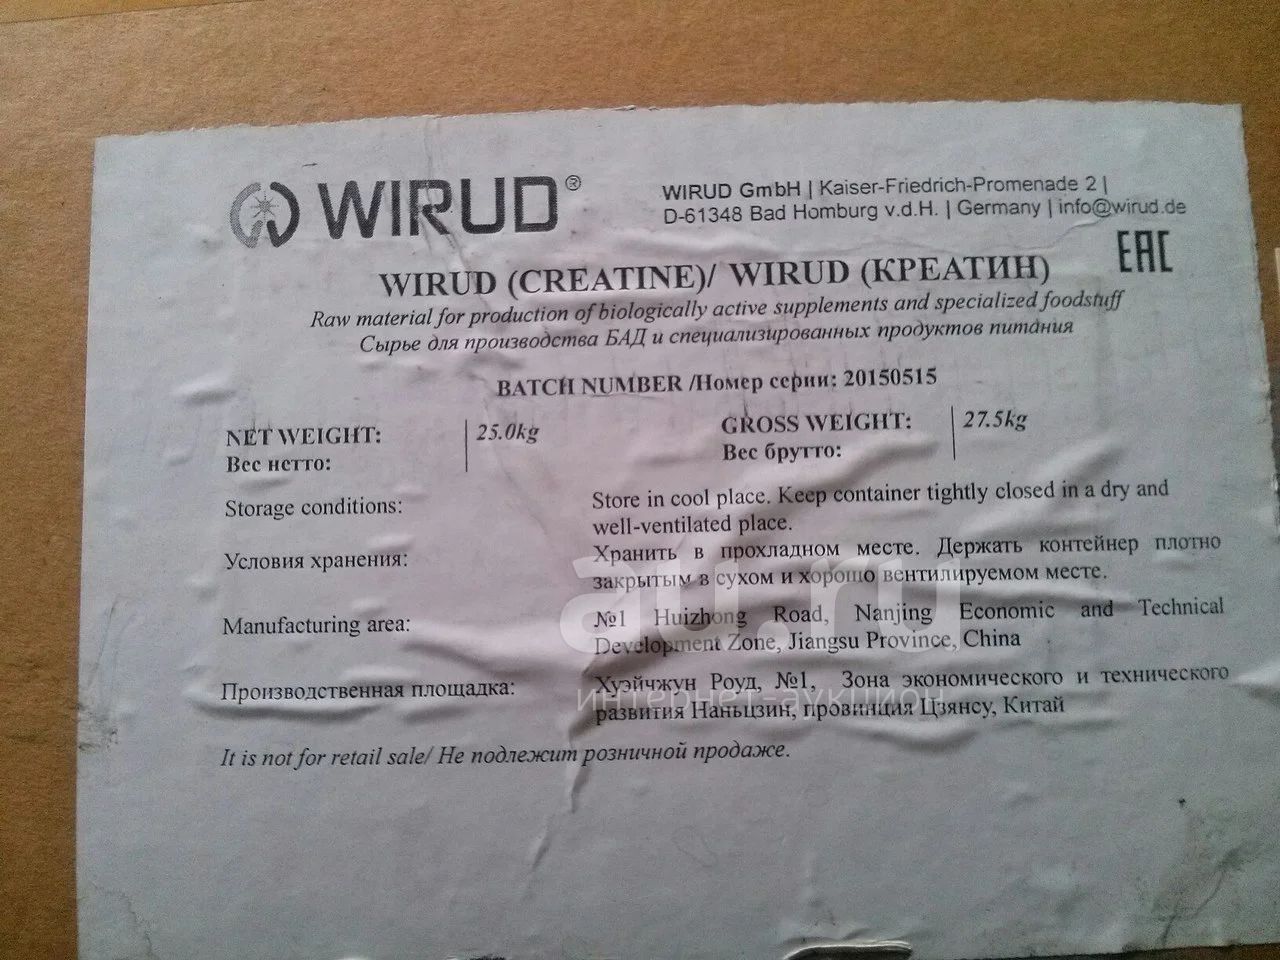 WIRUD®
WIRUD GmbH | Kaiser-Friedrich-Promenade 2 |
D-61348 Bad Homburg v.d.H. | Germany | info@wirud.de
EAC
WIRUD (CREATINE)/ WIRUD (КРЕАТИН)
Raw material for production of biologically active supplements and specialized foodstuff
Сырье для производства БАД и специализированных продуктов питания
BATCH NUMBER /Номер серии: 20150515
NET WEIGHT: 25.0kg GROSS WEIGHT: 27.5kg
Вес нетто: Вес брутто:
Storage conditions: Store in cool place. Keep container tightly closed in a dry and
well-ventilated place.
Условия хранения: Хранить в прохладном месте. Держать контейнер плотно
закрытым в сухом и хорошо вентилируемом месте.
Manufacturing area: №1 Huizhong Road, Nanjing Economic and Technical
Development Zone, Jiangsu Province, China
Производственная площадка: Хуэйчжун Роуд, №1, Зона экономического и технического
развития Наньцзин, провинция Цзянсу, Китай
It is not for retail sale/ Не подлежит розничной продаже.
au.ru
интернет-аукцион